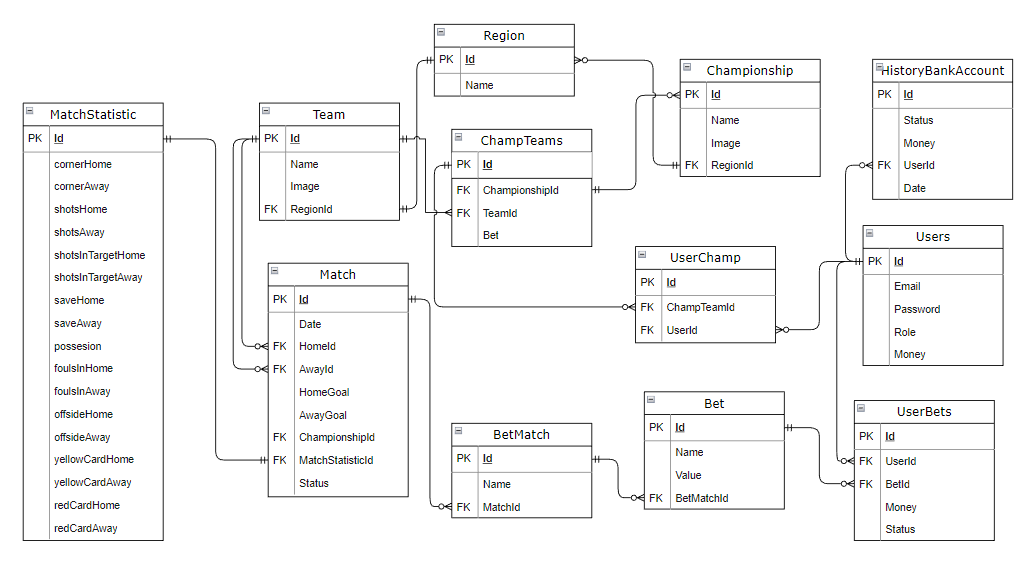 Region
PK Id
Name
Championship
PK Id
Name
Image
FK RegionId
HistoryBankAccount
PK Id
Status
Money
FK UserId
Date
MatchStatistic
PK Id
cornerHome
cornerAway
shotsHome
shotsAway
shotsInTargetHome
shotsInTargetAway
saveHome
saveAway
possesion
foulsInHome
foulsInAway
offsideHome
offsideAway
yellowCardHome
yellowCardAway
redCardHome
redCardAway
Team
PK Id
Name
Image
FK RegionId
ChampTeams
PK Id
FK ChampionshipId
FK TeamId
Bet
Users
PK Id
Email
Password
Role
Money
UserChamp
PK Id
FK ChampTeamId
FK UserId
Match
PK Id
Date
FK HomeId
FK AwayId
HomeGoal
AwayGoal
FK ChampionshipId
FK MatchStatisticId
Status
BetMatch
PK Id
Name
FK MatchId
Bet
PK Id
Name
Value
FK BetMatchId
UserBets
PK Id
FK UserId
FK BetId
Money
Status